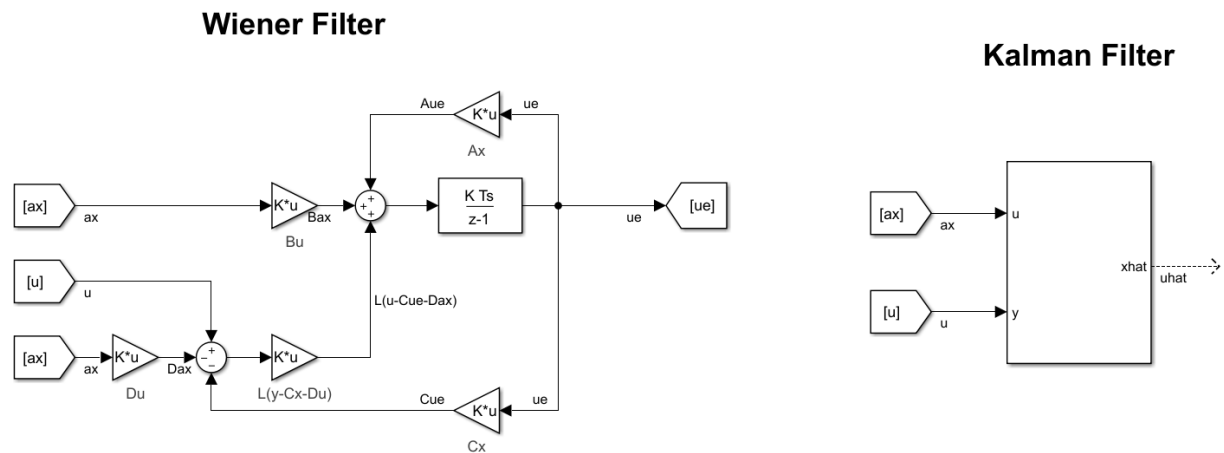 Wiener Filter
Kalman Filter
Aue
K*u
ue
Ax
[ax]
ax
K*u
Bax
Bu
+
+
+
K Ts
z-1
ue
[ue]
[u]
u
L(u-Cue-Dax)
[ax]
ax
K*u
Dax
Du
+
−
−
K*u
L(y-Cx-Du)
Cue
K*u
ue
Cx
[ax]
ax
u
xhat
uhat
[u]
u
y